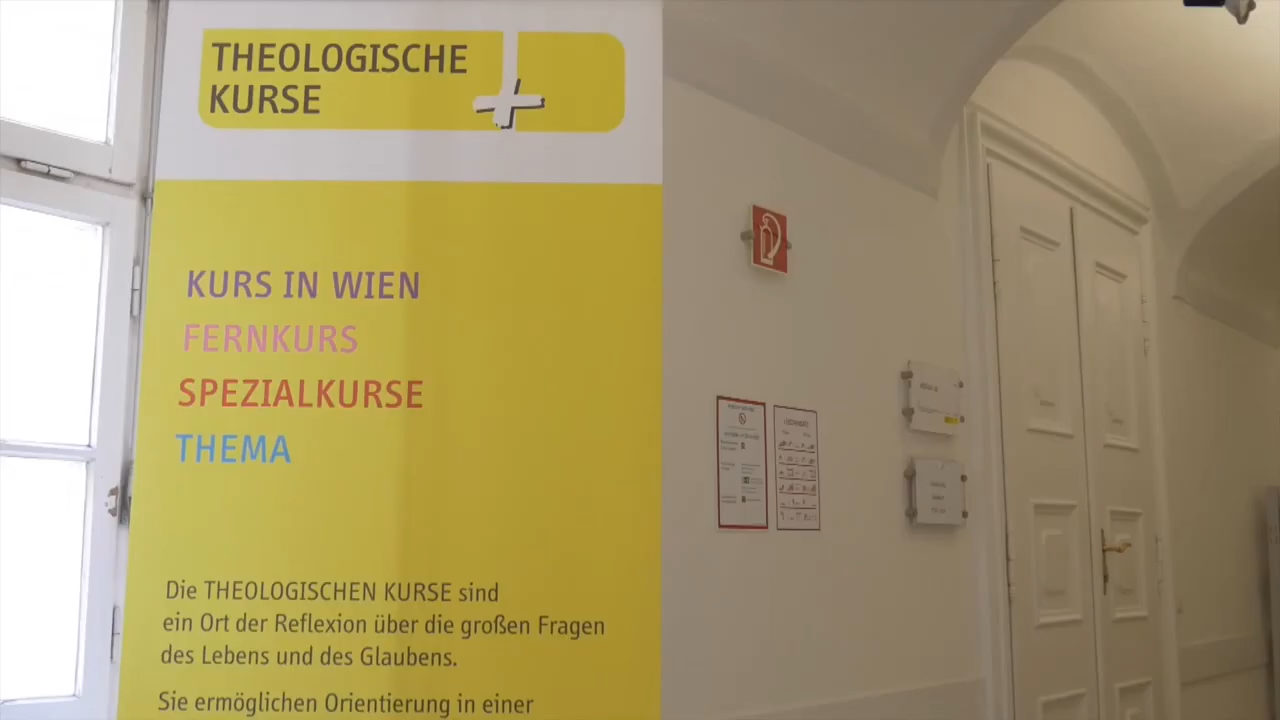 THEOLOGISCHE
KURSE
KURS IN WIEN
FERNKURS
SPEZIALKURSE
THEMA
Die THEOLOGISCHEN KURSE sind
ein Ort der Reflexion über die großen Fragen
des Lebens und des Glaubens.
Sie ermöglichen Orientierung in einer